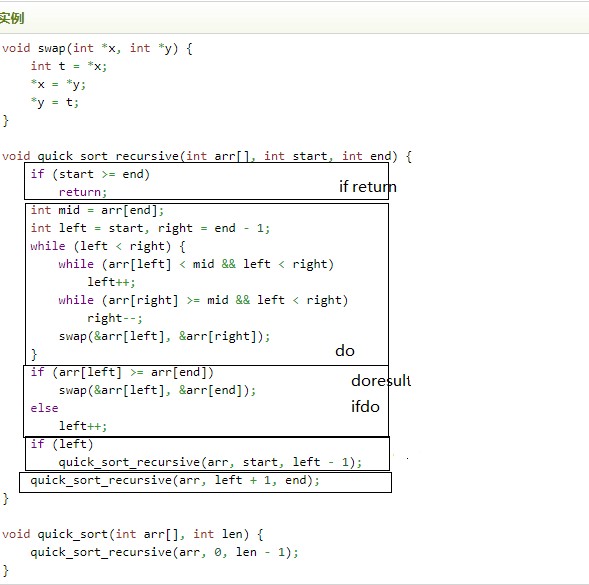 实例
void swap(int *x, int *y) {
    int t = *x;
    *x = *y;
    *y = t;
}
void quick_sort_recursive(int arr[], int start, int end) {
    if (start >= end)
        return;
if return
    int mid = arr[end];
    int left = start, right = end - 1;
    while (left < right) {
        while (arr[left] < mid && left < right)
            left++;
        while (arr[right] >= mid && left < right)
            right--;
        swap(&arr[left], &arr[right]);
    }
do
    if (arr[left] >= arr[end])
        swap(&arr[left], &arr[end]);
    else
        left++;
doresult
ifdo
    if (left)
        quick_sort_recursive(arr, start, left - 1);
    quick_sort_recursive(arr, left + 1, end);
}
void quick_sort(int arr[], int len) {
    quick_sort_recursive(arr, 0, len - 1);
}